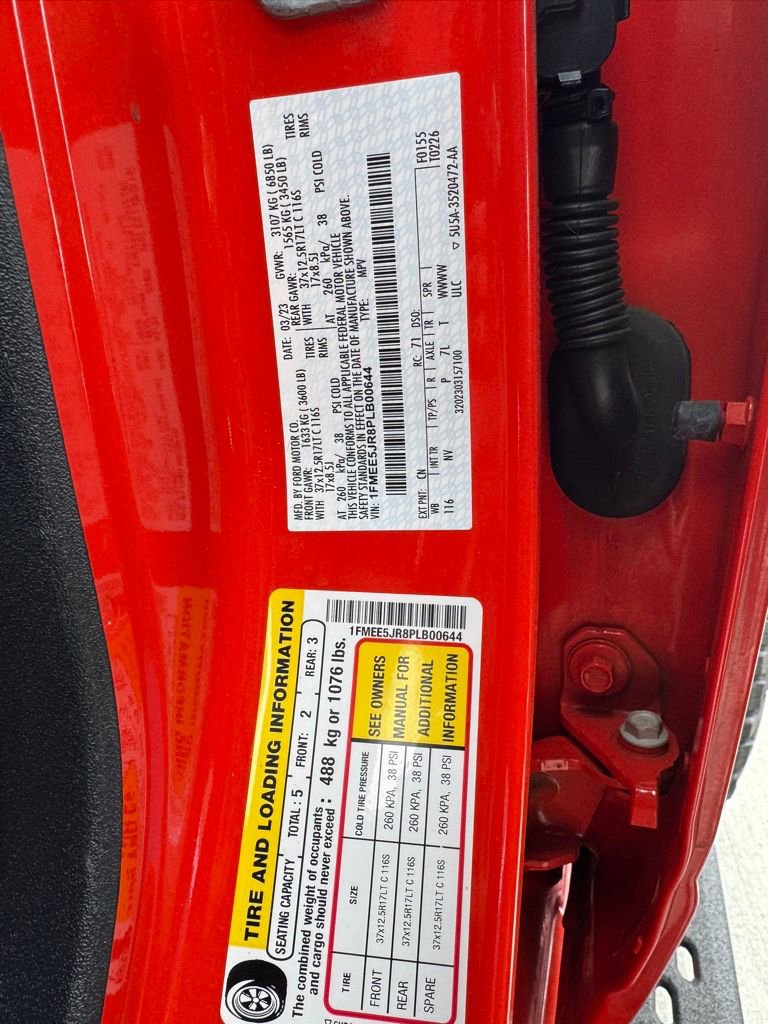 MFD. BY FORD MOTOR CO.
DATE: 03/23
GVWR: 3107 KG ( 6850 LB)
FRONT GAWR: 1633 KG ( 3600 LB)
REAR GAWR: 1565 KG ( 3450 LB)
WITH 37x12.5R17LT C 116S TIRES
WITH 37x12.5R17LT C 116S TIRES
17x8.5J RIMS
17x8.5J RIMS
AT 260 kPa/ 38 PSI COLD
AT 260 kPa/ 38 PSI COLD
THIS VEHICLE CONFORMS TO ALL APPLICABLE FEDERAL MOTOR VEHICLE
SAFETY STANDARDS IN EFFECT ON THE DATE OF MANUFACTURE SHOWN ABOVE.
VIN: 1FMEE5JR8PLB00644
TYPE: MPV
EXT PNT: CN RC: 71 DSO: F0155
WB INT TR TP/PS R AXLE TR SPR T0226
116 NV P 7L T WWWW
ULC ▽ 5U5A-3520472-AA
3202303157100
TIRE AND LOADING INFORMATION
SEATING CAPACITY TOTAL : 5 FRONT: 2 REAR: 3
The combined weight of occupants
and cargo should never exceed : 488 kg or 1076 lbs.
TIRE SIZE COLD TIRE PRESSURE
FRONT 37x12.5R17LT C 116S 260 KPA, 38 PSI
REAR 37x12.5R17LT C 116S 260 KPA, 38 PSI
SPARE 37x12.5R17LT C 116S 260 KPA, 38 PSI
SEE OWNERS
MANUAL FOR
ADDITIONAL
INFORMATION
1FMEE5JR8PLB00644